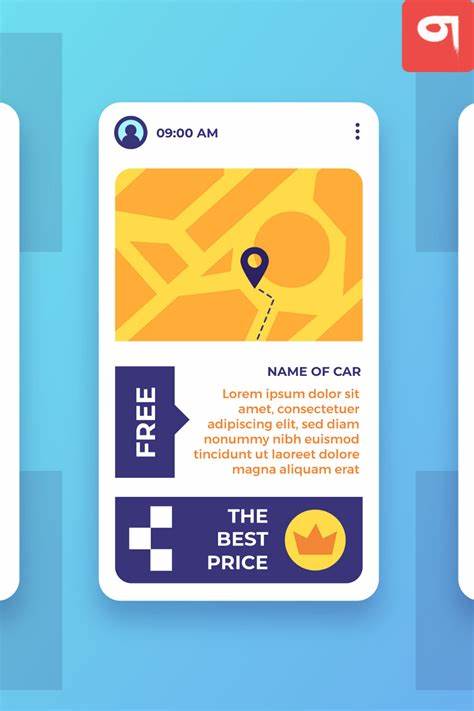 09:00 AM
NAME OF CAR
FREE
Lorem ipsum dolor sit
amet, consectetuer
adipiscing elit, sed diam
nonummy nibh euismod
tincidunt ut laoreet dolore
magna aliquam erat
THE
BEST
PRICE